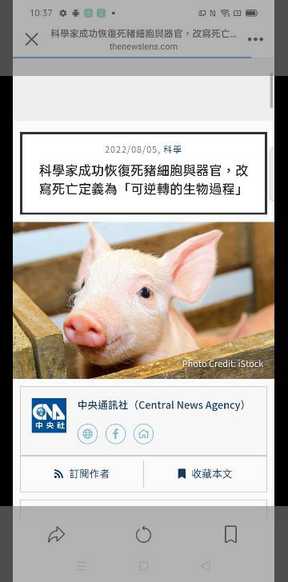 10:37
科學家成功恢復死豬細胞與器官，改寫死亡...
thenewslens.com
2022/08/05, 科學
科學家成功恢復死豬細胞與器官，改
寫死亡定義為「可逆轉的生物過程」
Photo Credit: iStock
CNA
中央社
中央通訊社（Central News Agency）
訂閱作者
收藏本文